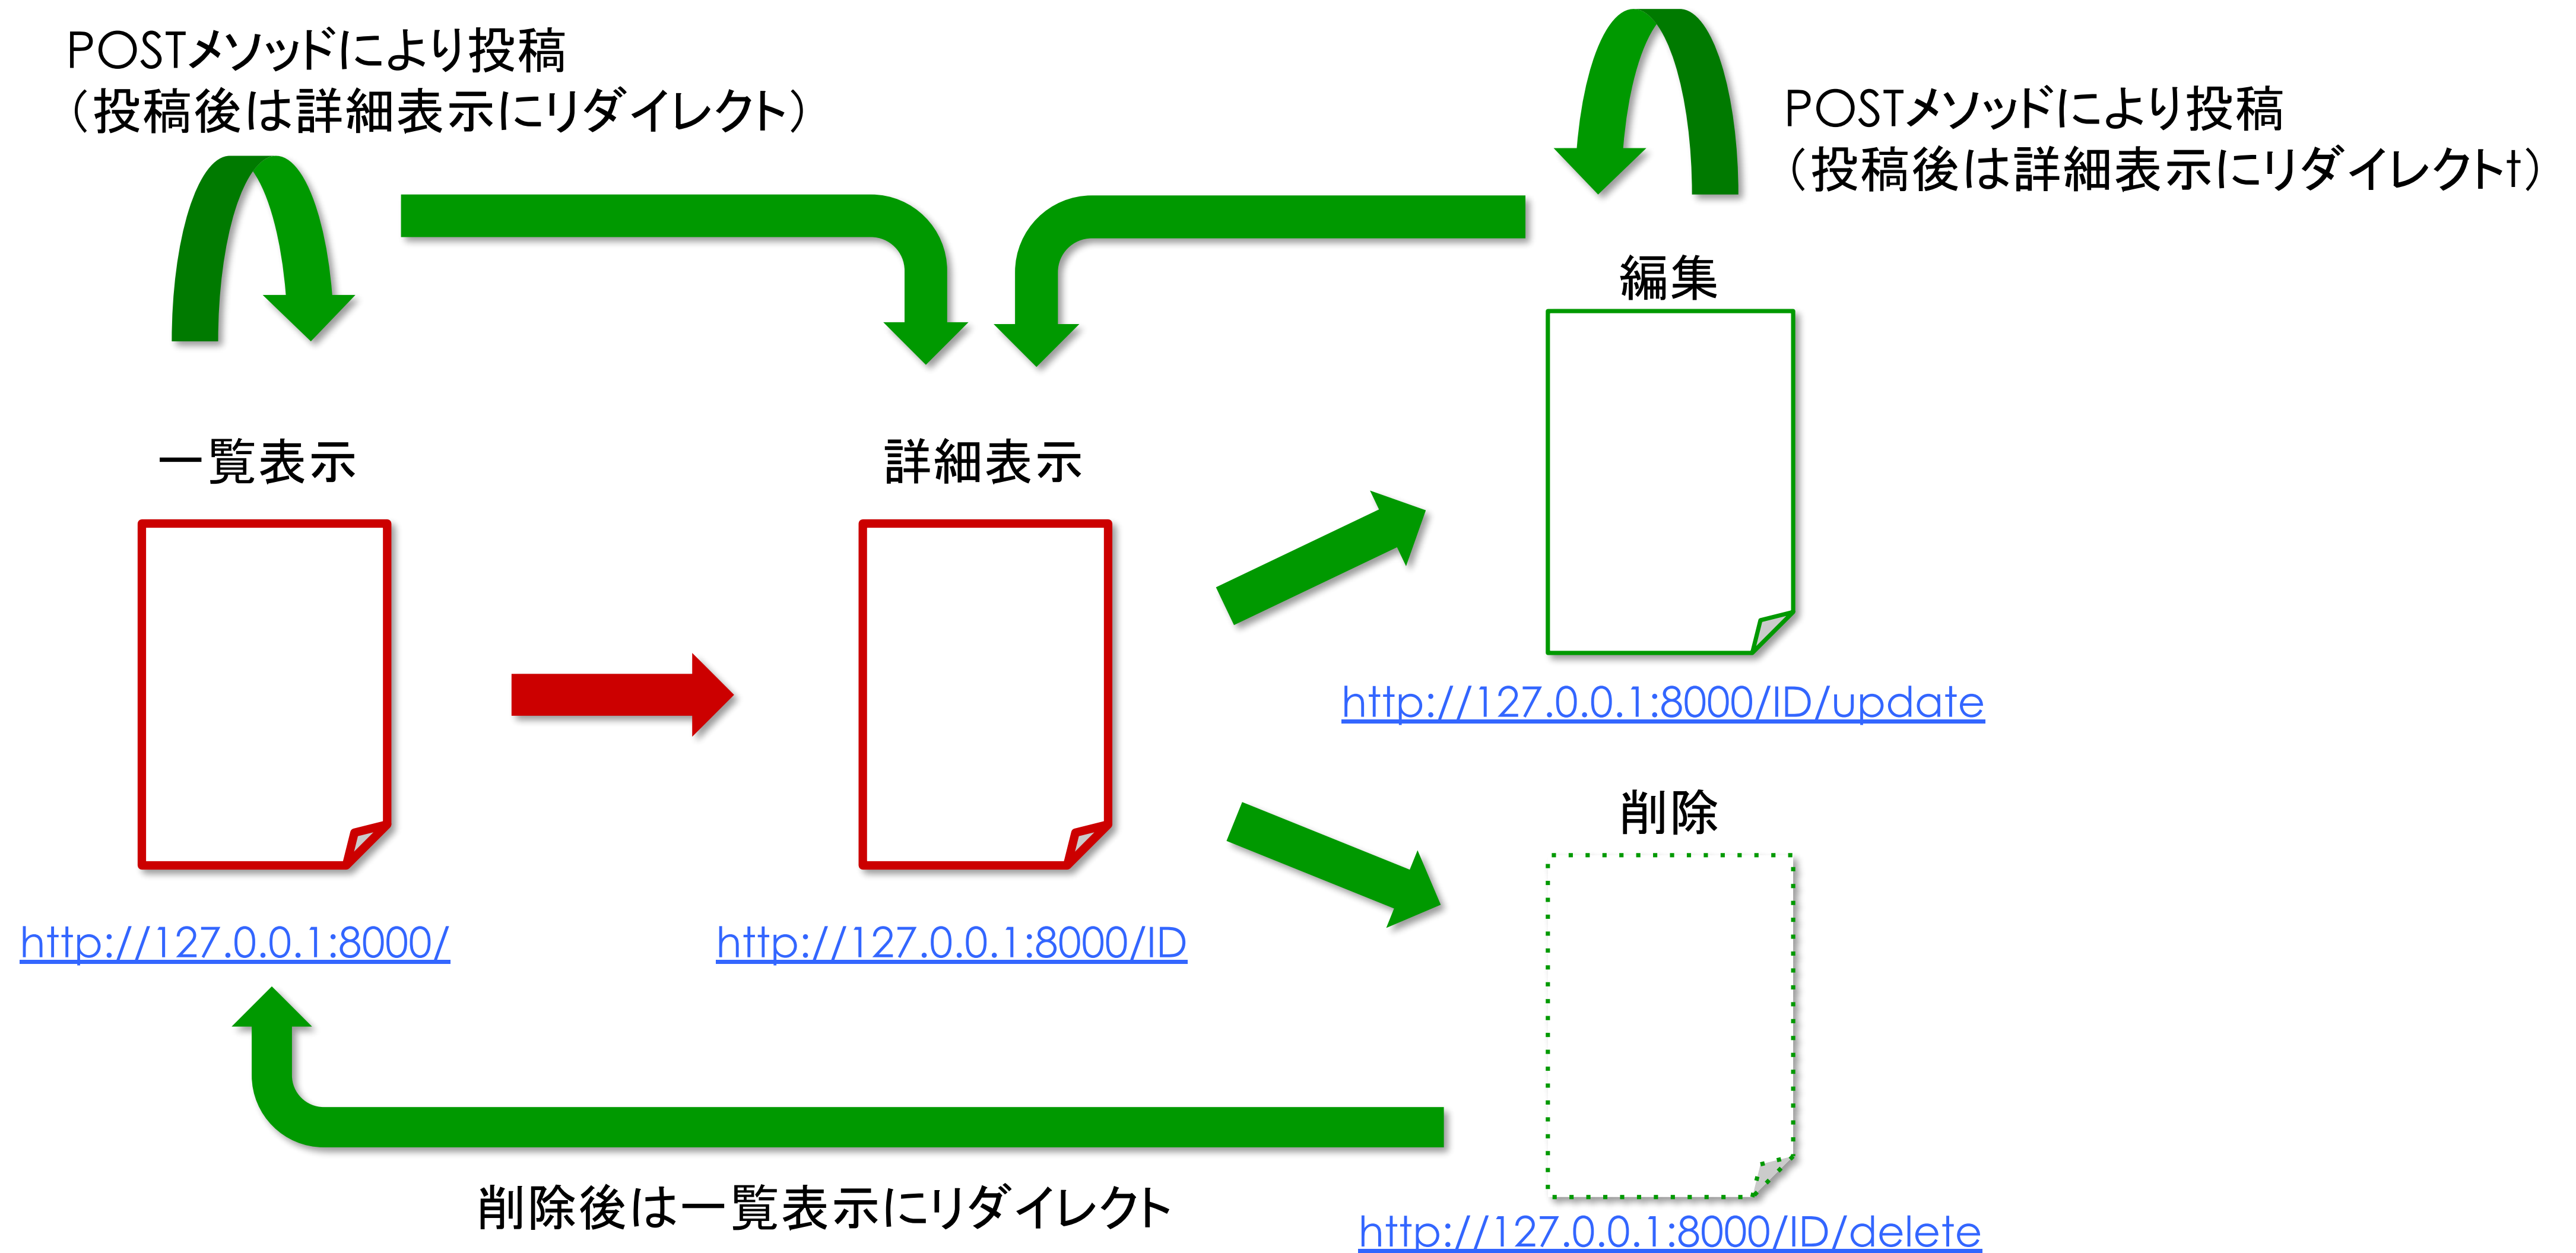 POSTメソッドにより投稿
（投稿後は詳細表示にリダイレクト）
POSTメソッドにより投稿
（投稿後は詳細表示にリダイレクトt）
編集
一覧表示
詳細表示
http://127.0.0.1:8000/ID/update
削除
http://127.0.0.1:8000/
http://127.0.0.1:8000/ID
削除後は一覧表示にリダイレクト
http://127.0.0.1:8000/ID/delete